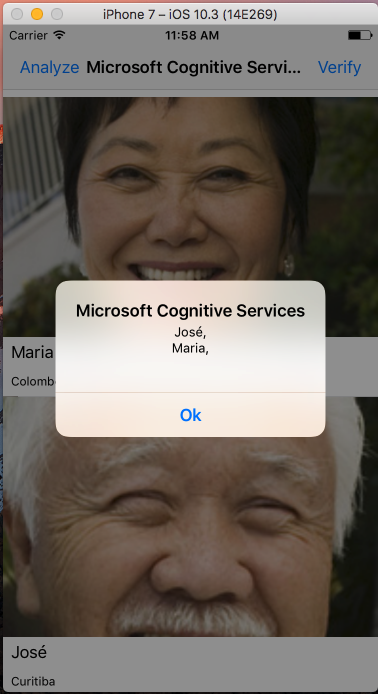 iPhone 7 – iOS 10.3 (14E269)
Carrier 11:58 AM
Analyze Microsoft Cognitive Servi... Verify
Microsoft Cognitive Services
José,
Maria,
Ok
Maria
José
Curitiba